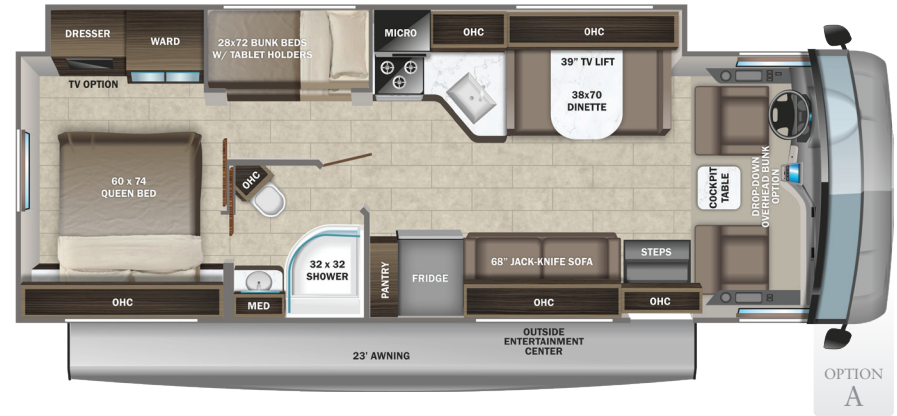 DRESSER
WARD
TV OPTION
28x72 BUNK BEDS
W/ TABLET HOLDERS
MICRO
OHC
OHC
39" TV LIFT
38x70
DINETTE
60 x 74
QUEEN BED
OHC
COCKPIT
TABLE
DROP-DOWN
OVERHEAD BUNK
OPTION
32 x 32
SHOWER
PANTRY
FRIDGE
68" JACK-KNIFE SOFA
STEPS
OHC
MED
OHC
OHC
OUTSIDE
ENTERTAINMENT
CENTER
23' AWNING
OPTION
A